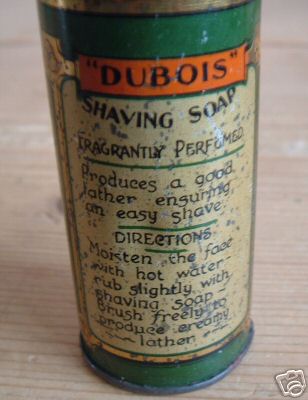 "DUBOIS"
SHAVING SOAP
FRAGRANTLY PERFUMED
Produces a good
lather ensuring
an easy shave.
DIRECTIONS
Moisten the face
with hot water
rub slightly with
shaving soap
Brush freely to
produce creamy
lather